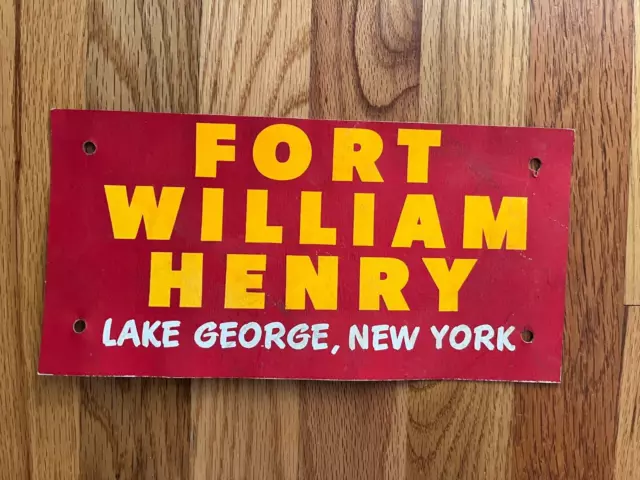 FORT
WILLIAM
HENRY
LAKE GEORGE, NEW YORK